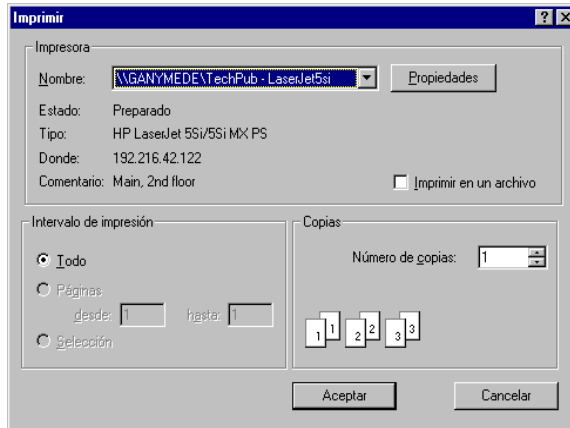 Imprimir
Impresora
Nombre: \\GANYMEDE\TechPub - LaserJet5si Propiedades
Estado: Preparado
Tipo: HP LaserJet 5Si/5Si MX PS
Donde: 192.216.42.122
Comentario: Main, 2nd floor Imprimir en un archivo
Intervalo de impresión
Todo
Páginas
desde: 1 hasta: 1
Selección
Copias
Número de copias: 1
1 1 2 2 3 3
Aceptar Cancelar